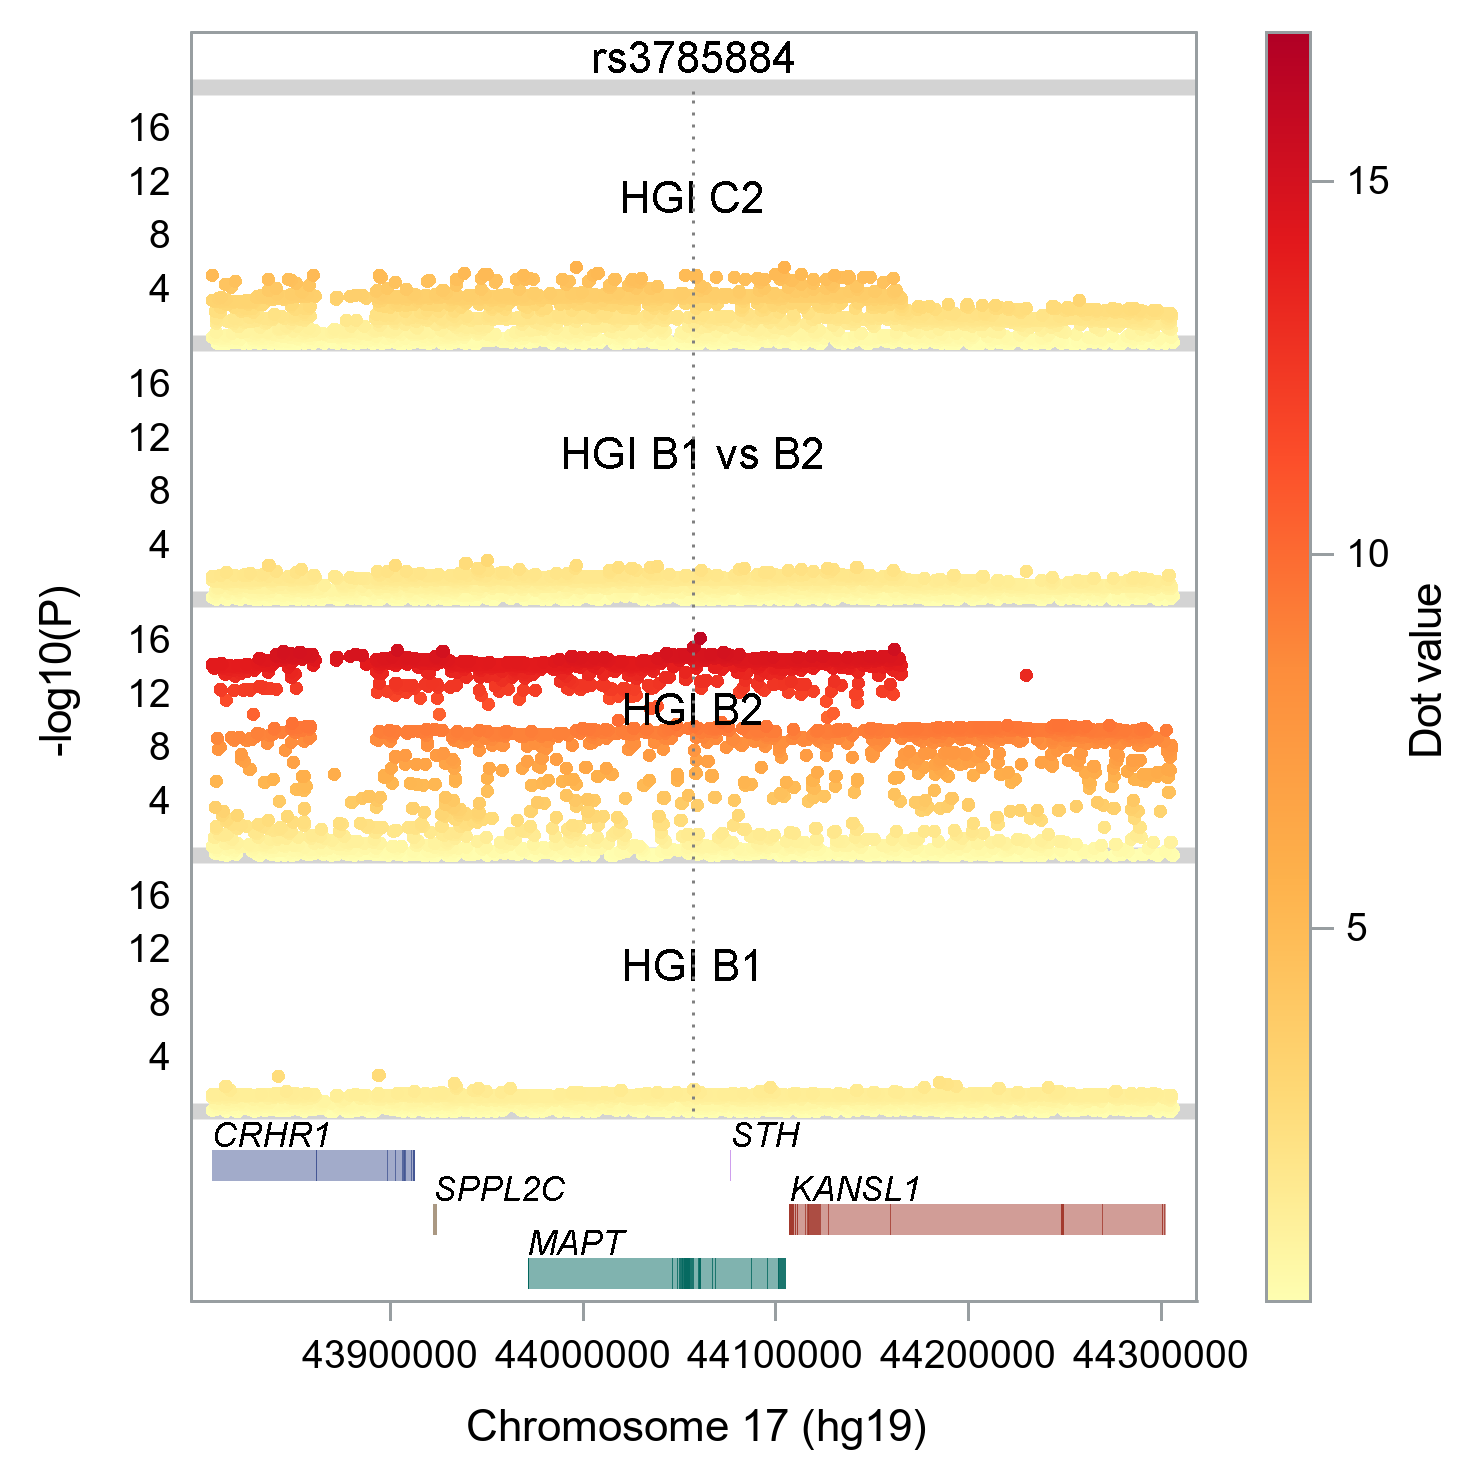 rs3785884
16
12
8
4
HGI C2
16
12
8
4
HGI B1 vs B2
16
12
8
4
HGI B2
16
12
8
4
HGI B1
-log10(P)
CRHR1
STH
SPPL2C
KANSL1
MAPT
43900000 44000000 44100000 44200000 44300000
Chromosome 17 (hg19)
15
10
5
Dot value